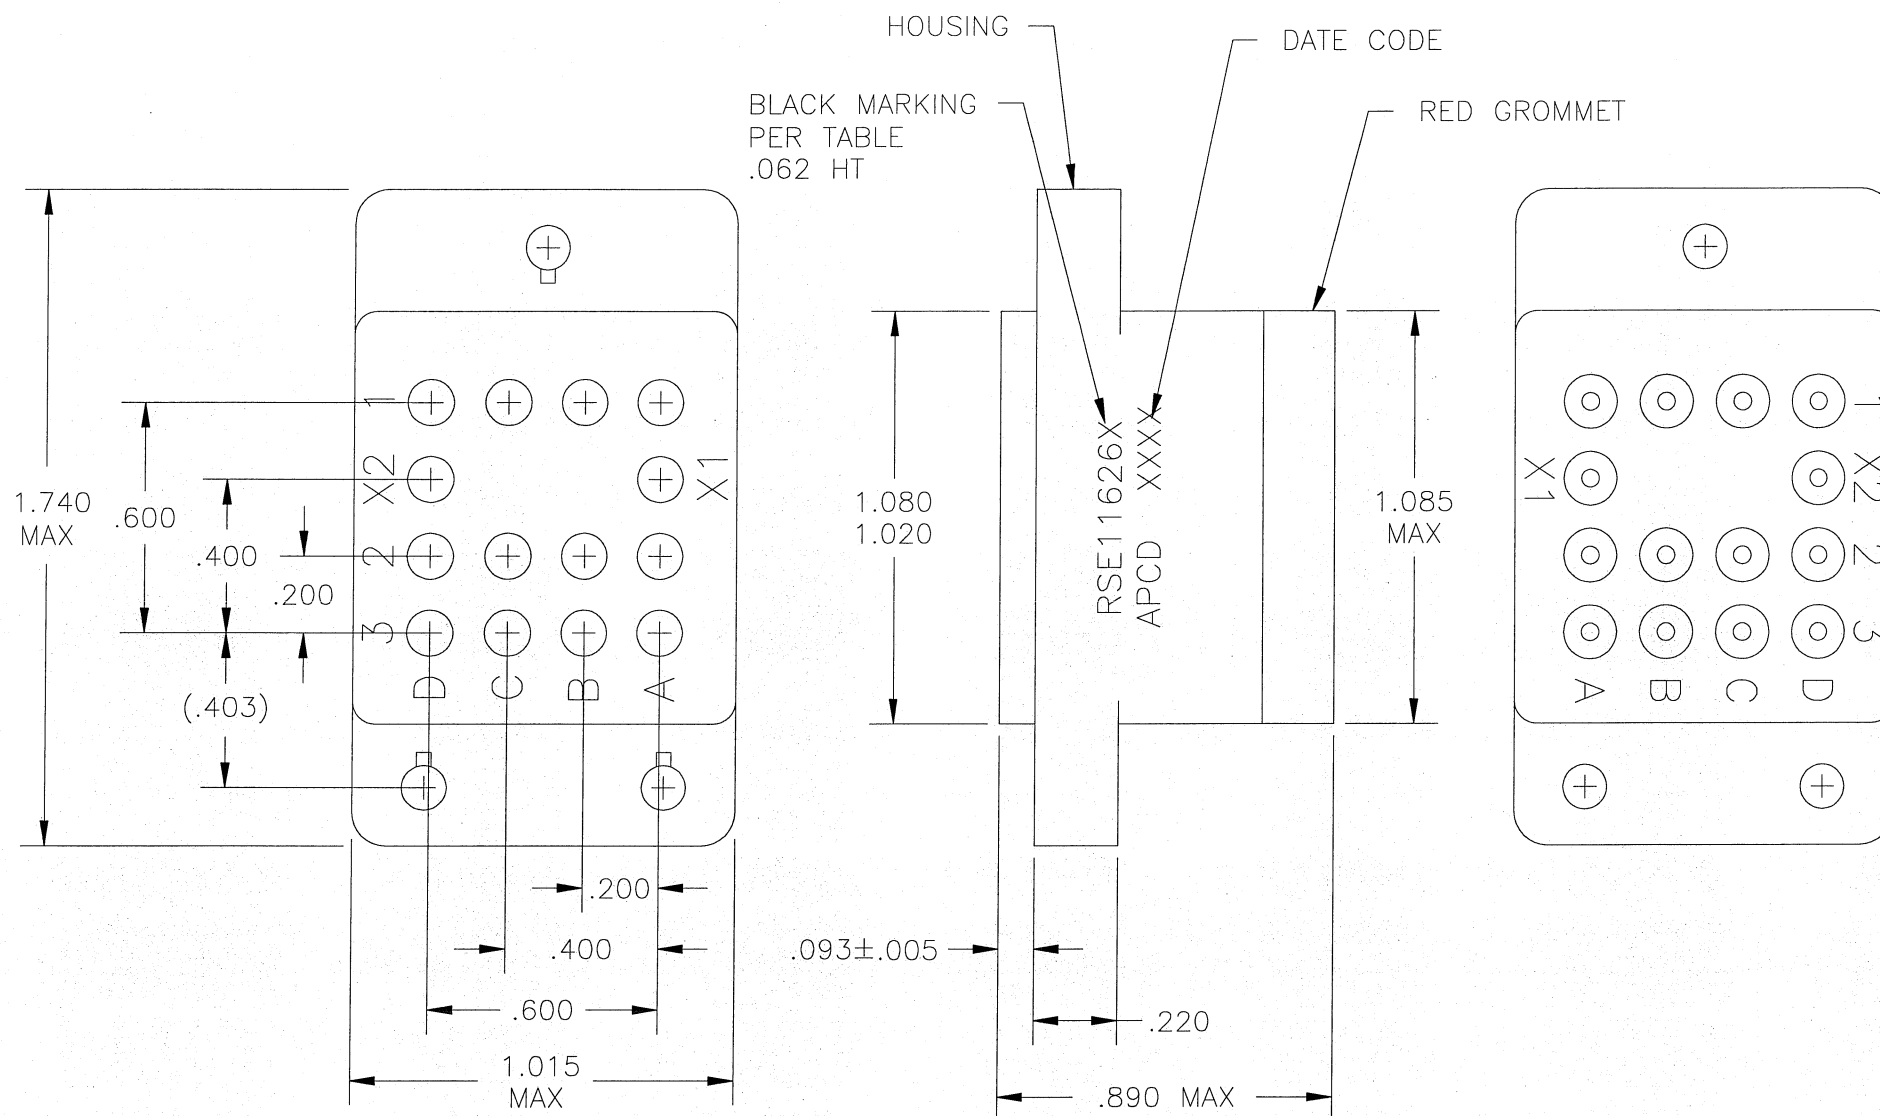 HOUSING
DATE CODE
BLACK MARKING
PER TABLE
.062 HT
RED GROMMET
1.740
MAX
.600
.400
.200
(.403)
1
X2
2
3
X1
D C B A
.200
.400
.600
1.015
MAX
1.080
1.020
RSE11626X
APCD XXXX
1.085
MAX
.093±.005
.220
.890 MAX
X1
1
X2
2
3
A B C D